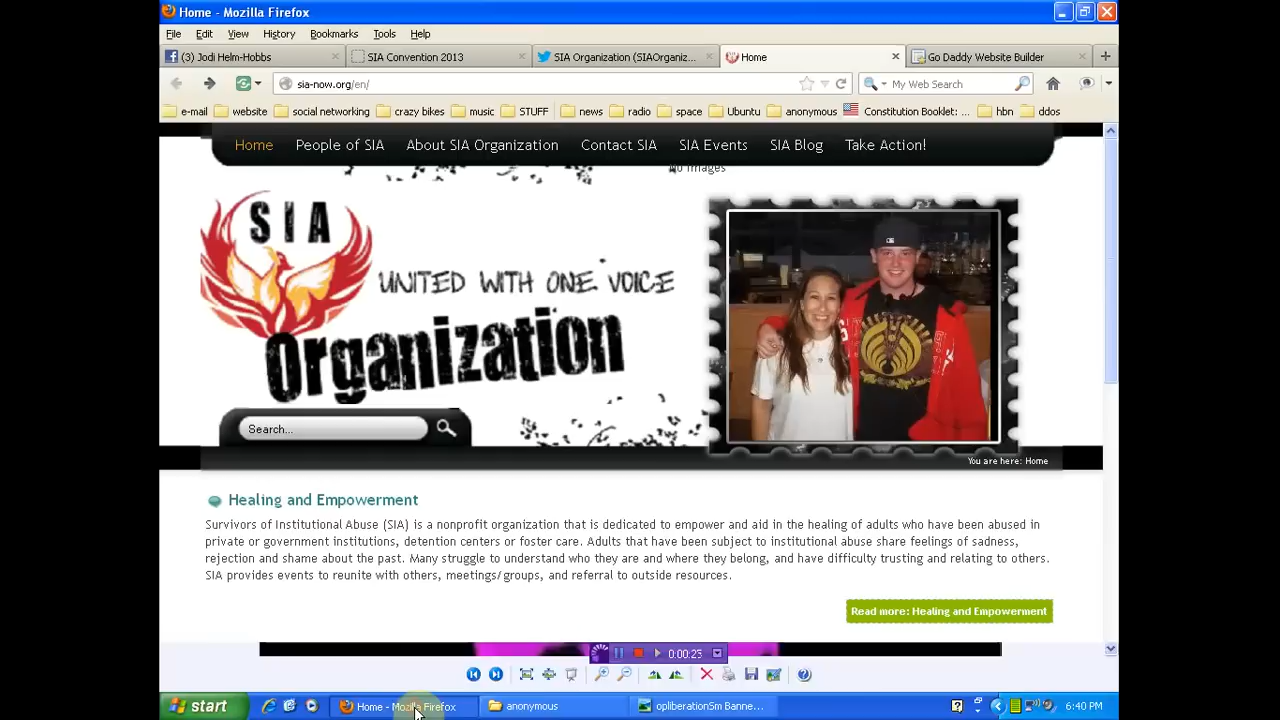 Home - Mozilla Firefox
File Edit View History Bookmarks Tools Help
(3) Jodi Helm-Hobbs SIA Convention 2013 SIA Organization (SIAOrganiz... Home Go Daddy Website Builder
sia-now.org/en/ My Web Search
e-mail website social networking crazy bikes music STUFF news radio space Ubuntu anonymous Constitution Booklet: ... hbn ddos
Home People of SIA About SIA Organization Contact SIA SIA Events SIA Blog Take Action!
No images
SIA
UNITED WITH ONE VOICE
Organization
Search...
You are here: Home
Healing and Empowerment
Survivors of Institutional Abuse (SIA) is a nonprofit organization that is dedicated to empower and aid in the healing of adults who have been abused in
private or government institutions, detention centers or foster care. Adults that have been subject to institutional abuse share feelings of sadness,
rejection and shame about the past. Many struggle to understand who they are and where they belong, and have difficulty trusting and relating to others.
SIA provides events to reunite with others, meetings/groups, and referral to outside resources.
Read more: Healing and Empowerment
0:00:23
start Home - Mozilla Firefox anonymous opliberationSm Banne... 6:40 PM